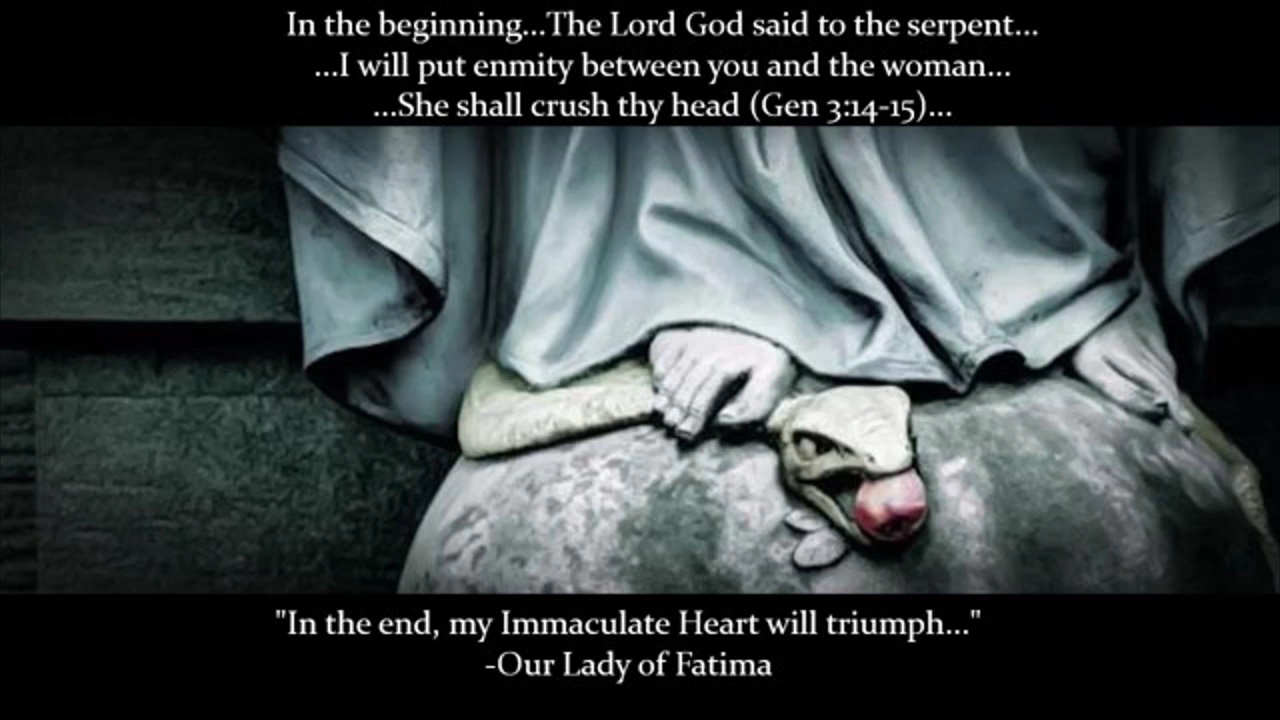 In the beginning...The Lord God said to the serpent...
...I will put enmity between you and the woman...
...She shall crush thy head (Gen 3:14-15)...
"In the end, my Immaculate Heart will triumph..."
-Our Lady of Fatima